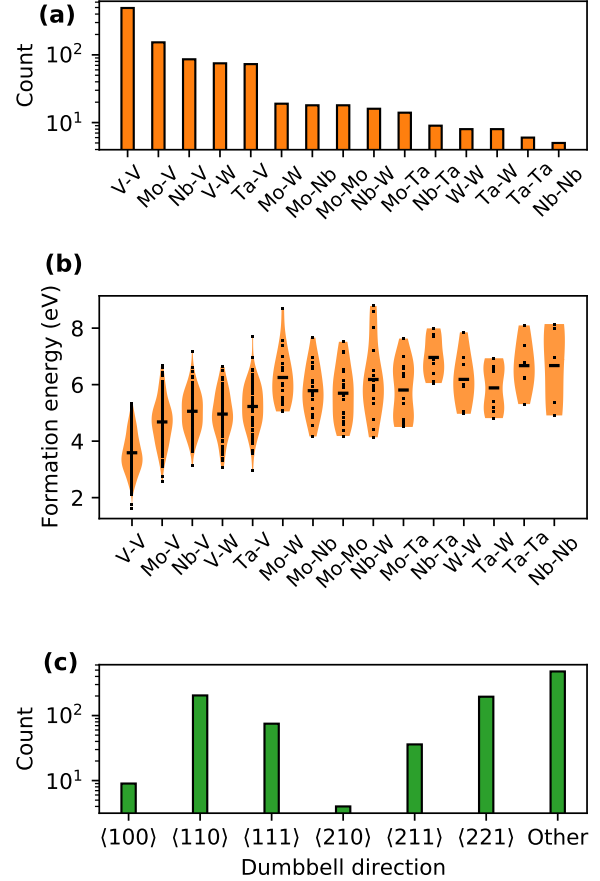 (a)
Count
10²
10¹
V-V Mo-V Nb-V V-W Ta-V Mo-W Mo-Nb Mo-Mo Nb-W Mo-Ta Nb-Ta W-W Ta-W Ta-Ta Nb-Nb
(b)
Formation energy (eV)
8
6
4
2
V-V Mo-V Nb-V V-W Ta-V Mo-W Mo-Nb Mo-Mo Nb-W Mo-Ta Nb-Ta W-W Ta-W Ta-Ta Nb-Nb
(c)
Count
10²
10¹
⟨100⟩ ⟨110⟩ ⟨111⟩ ⟨210⟩ ⟨211⟩ ⟨221⟩ Other
Dumbbell direction